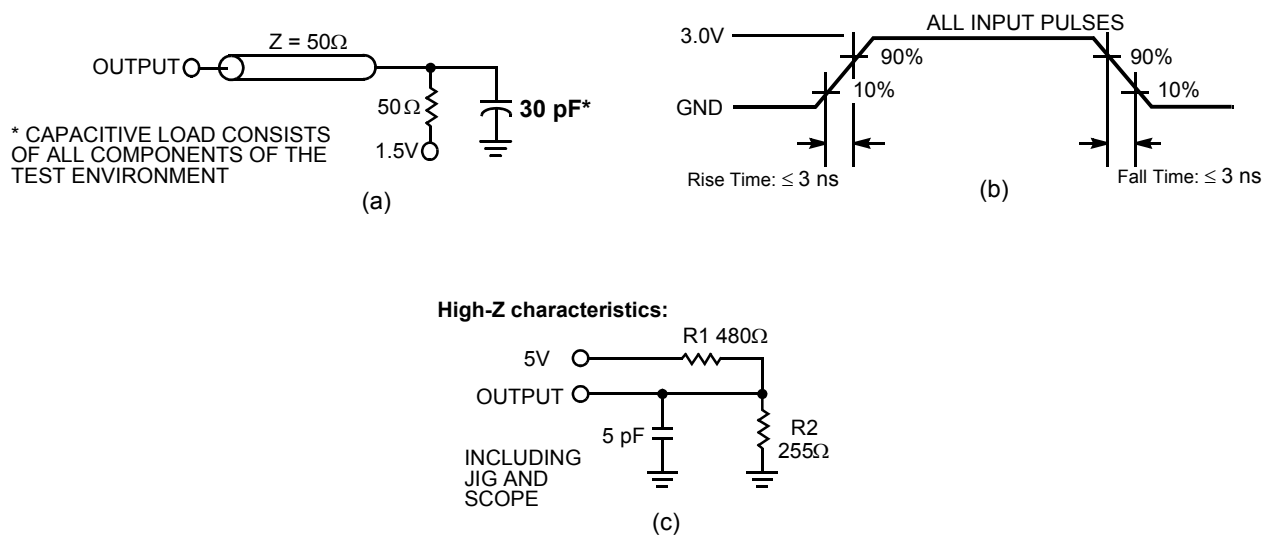 Z = 50Ω
OUTPUT
50Ω
30 pF*
1.5V
* CAPACITIVE LOAD CONSISTS
OF ALL COMPONENTS OF THE
TEST ENVIRONMENT
(a)
ALL INPUT PULSES
3.0V
90%
90%
10%
10%
GND
Rise Time: ≤ 3 ns
Fall Time: ≤ 3 ns
(b)
High-Z characteristics:
R1 480Ω
5V
OUTPUT
5 pF
R2
255Ω
INCLUDING
JIG AND
SCOPE
(c)